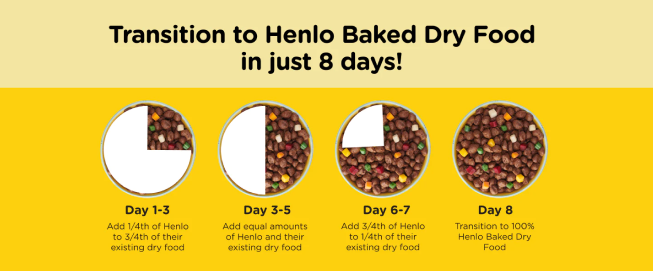 Transition to Henlo Baked Dry Food
in just 8 days!
Day 1-3
Add 1/4th of Henlo
to 3/4th of their
existing dry food
Day 3-5
Add equal amounts
of Henlo and their
existing dry food
Day 6-7
Add 3/4th of Henlo
to 1/4th of their
existing dry food
Day 8
Transition to 100%
Henlo Baked Dry
Food